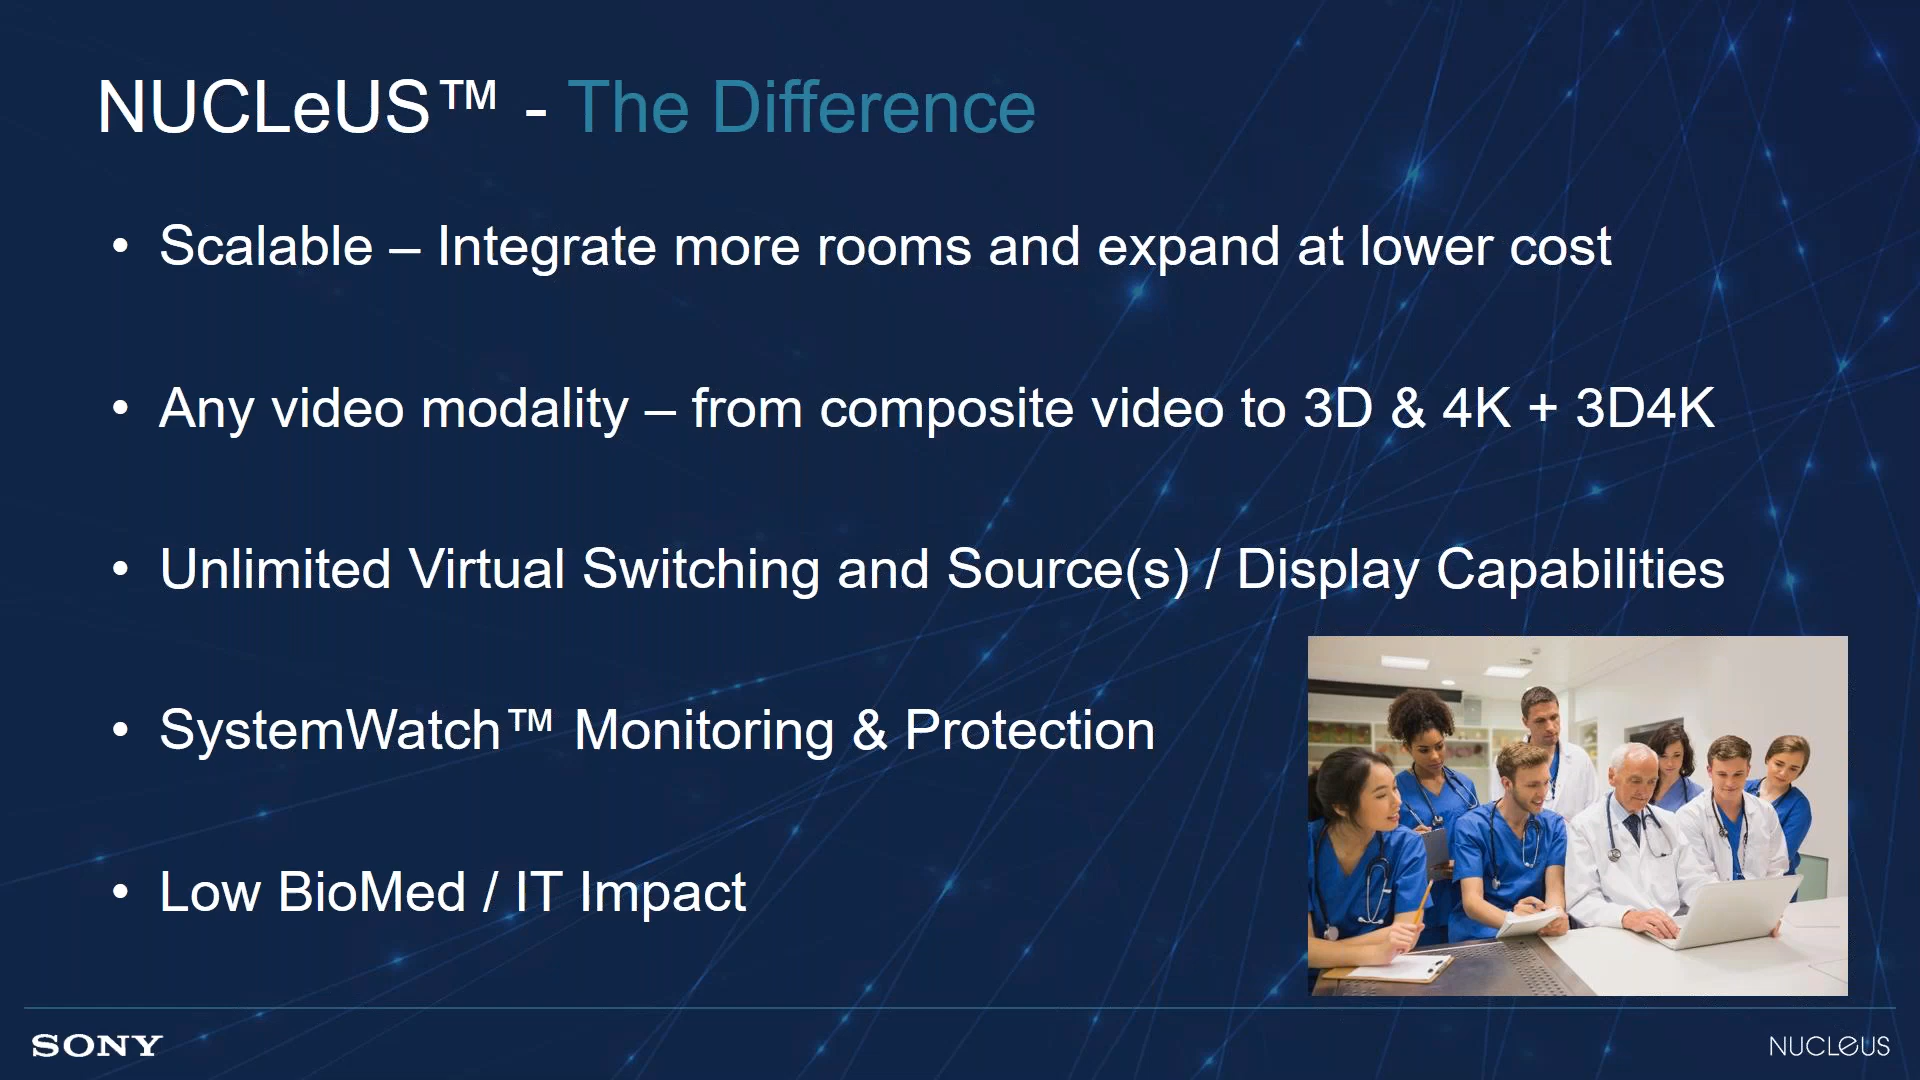 NUCLeUS™ - The Difference
• Scalable – Integrate more rooms and expand at lower cost
• Any video modality – from composite video to 3D & 4K + 3D4K
• Unlimited Virtual Switching and Source(s) / Display Capabilities
• SystemWatch™ Monitoring & Protection
• Low BioMed / IT Impact
SONY
NUCLeUS